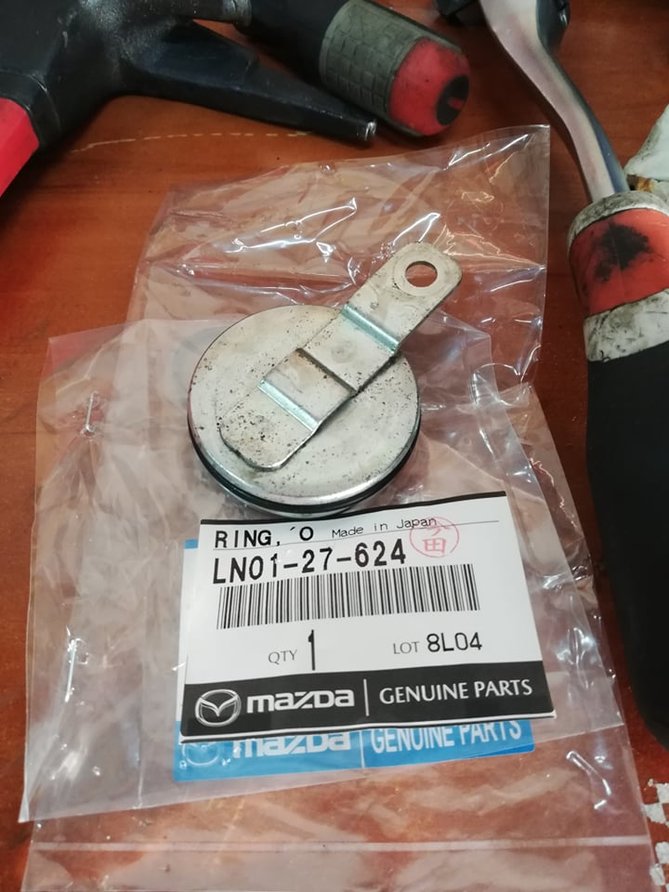 RING, ´O Made in Japan
LN01-27-624
QTY 1 LOT 8L04
mazda GENUINE PARTS
mazda GENUINE PARTS